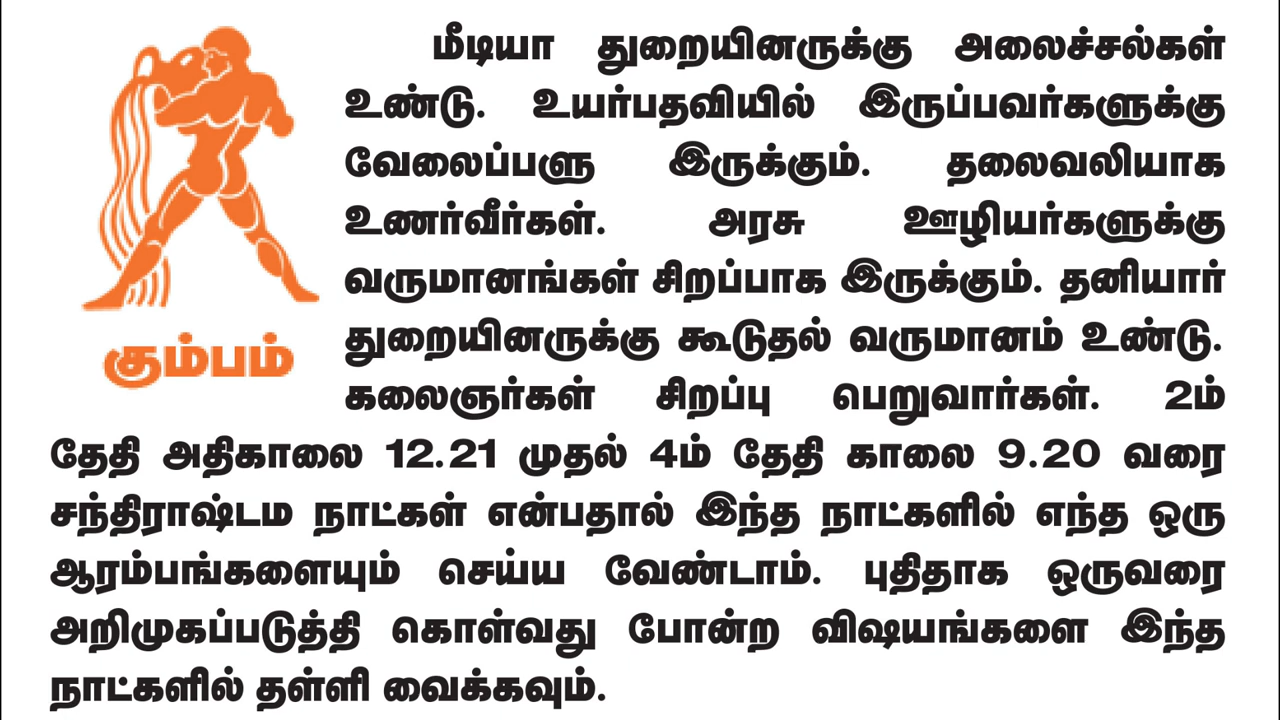 மீடியா துறையினருக்கு அலைச்சல்கள்
உண்டு. உயர்பதவியில் இருப்பவர்களுக்கு
வேலைப்பளு இருக்கும். தலைவலியாக
உணர்வீர்கள். அரசு ஊழியர்களுக்கு
வருமானங்கள் சிறப்பாக இருக்கும். தனியார்
துறையினருக்கு கூடுதல் வருமானம் உண்டு.
கலைஞர்கள் சிறப்பு பெறுவார்கள். 2ம்
கும்பம்
தேதி அதிகாலை 12.21 முதல் 4ம் தேதி காலை 9.20 வரை
சந்திராஷ்டம நாட்கள் என்பதால் இந்த நாட்களில் எந்த ஒரு
ஆரம்பங்களையும் செய்ய வேண்டாம். புதிதாக ஒருவரை
அறிமுகப்படுத்தி கொள்வது போன்ற விஷயங்களை இந்த
நாட்களில் தள்ளி வைக்கவும்.